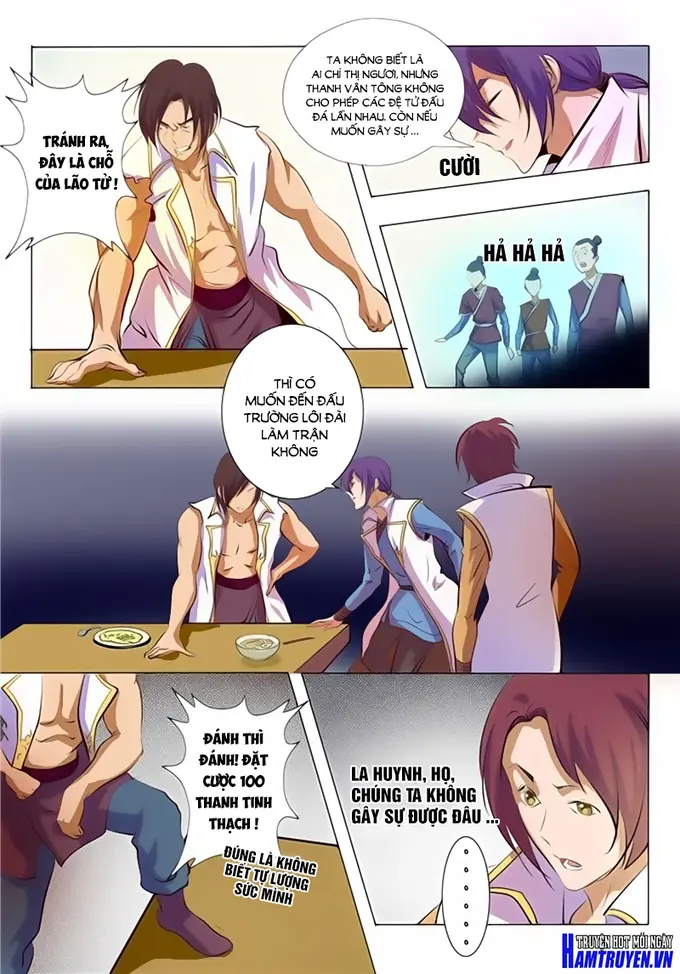 TRÁNH RA,
ĐÂY LÀ CHỖ
CỦA LÃO TỬ !
TA KHÔNG BIẾT LÀ
AI CHỈ THỊ NGƯƠI, NHƯNG
THANH VÂN TÔNG KHÔNG
CHO PHÉP CÁC ĐỆ TỬ ĐẤU
ĐÁ LẪN NHAU. CÒN NẾU
MUỐN GÂY SỰ ...
CƯỜI
HẢ HẢ HẢ
THÌ CÓ
MUỐN ĐẾN ĐẤU
TRƯỜNG LÔI ĐÀI
LÀM TRẬN
KHÔNG
ĐÁNH THÌ
ĐÁNH! ĐẶT
CƯỢC 100
THANH TINH
THẠCH !
ĐÚNG LÀ KHÔNG
BIẾT TỰ LƯỢNG
SỨC MÌNH
LA HUYNH, HỌ,
CHÚNG TA KHÔNG
GÂY SỰ ĐƯỢC ĐÂU ...
TRUYỆN HOT MỖI NGÀY
HAMTRUYEN.VN